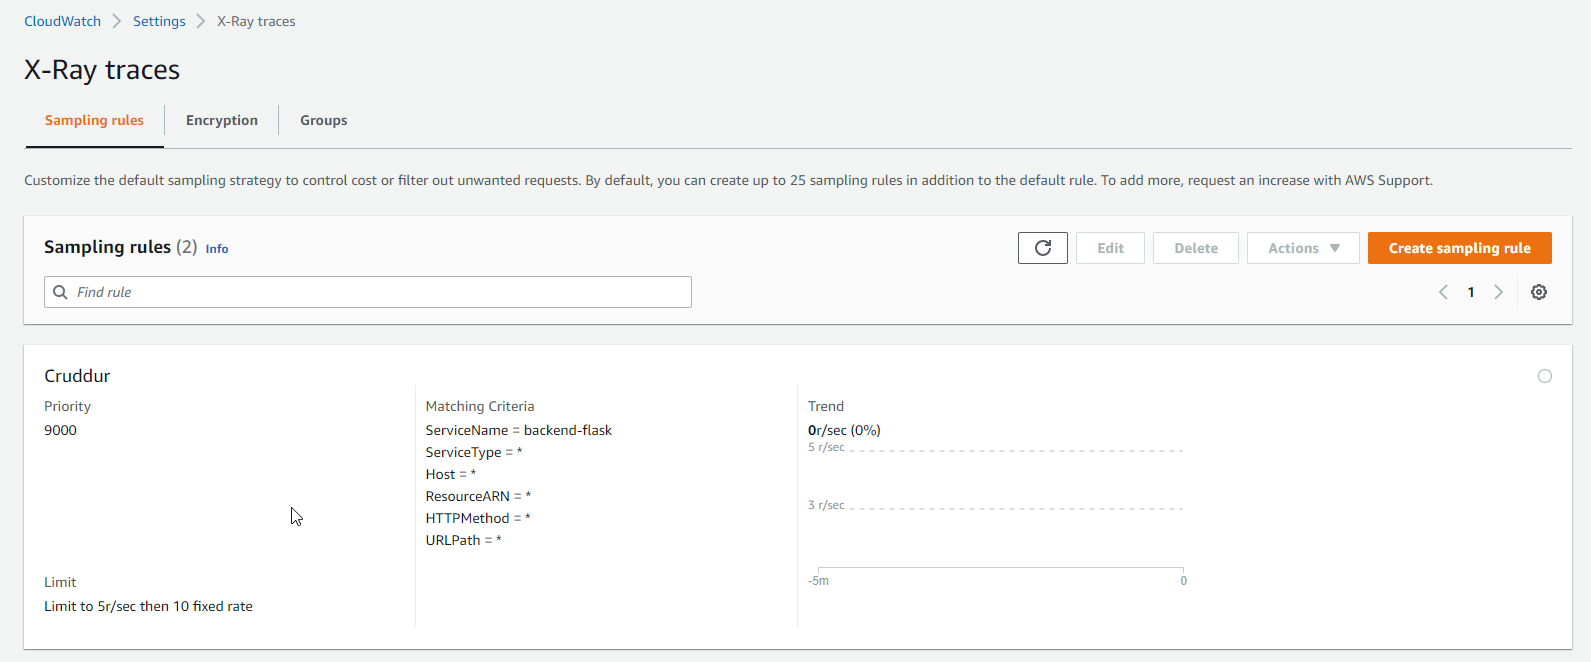 CloudWatch > Settings > X-Ray traces
X-Ray traces
Sampling rules Encryption Groups
Customize the default sampling strategy to control cost or filter out unwanted requests. By default, you can create up to 25 sampling rules in addition to the default rule. To add more, request an increase with AWS Support.
Sampling rules (2) Info Edit Delete Actions Create sampling rule
Find rule 1
Cruddur
Priority
9000
Limit
Limit to 5r/sec then 10 fixed rate
Matching Criteria
ServiceName = backend-flask
ServiceType = *
Host = *
ResourceARN = *
HTTPMethod = *
URLPath = *
Trend
0r/sec (0%)
5 r/sec
3 r/sec
-5m 0